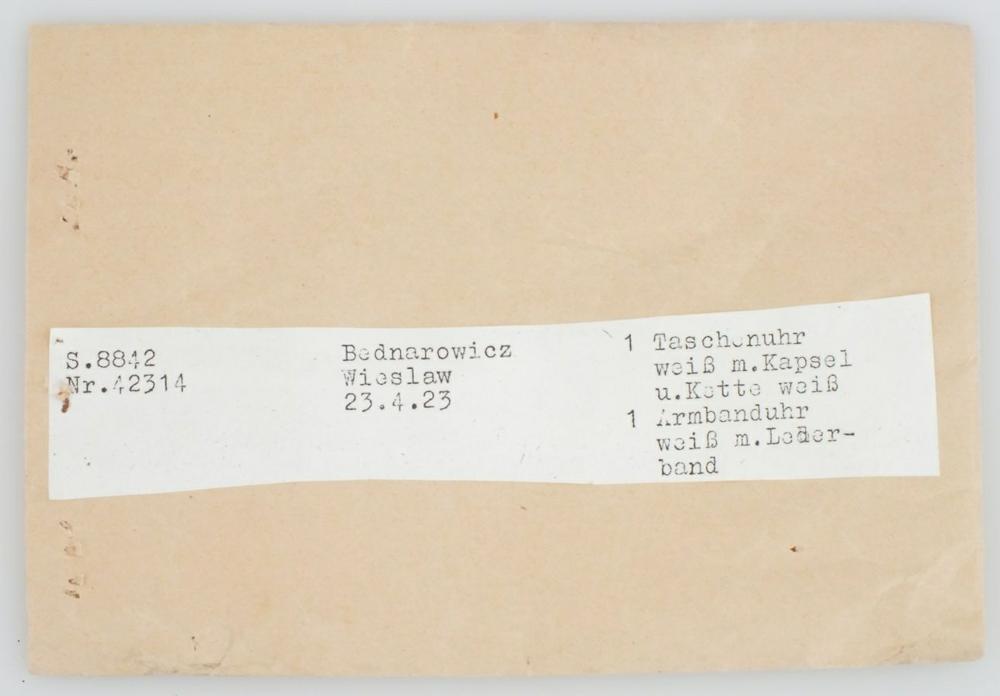 S.8842
Nr.42314
Bednarowicz
Wieslaw
23.4.23
1 Taschenuhr
weiß m.Kapsel
u.Kette weiß
1 Armbanduhr
weiß m.Leder-
band